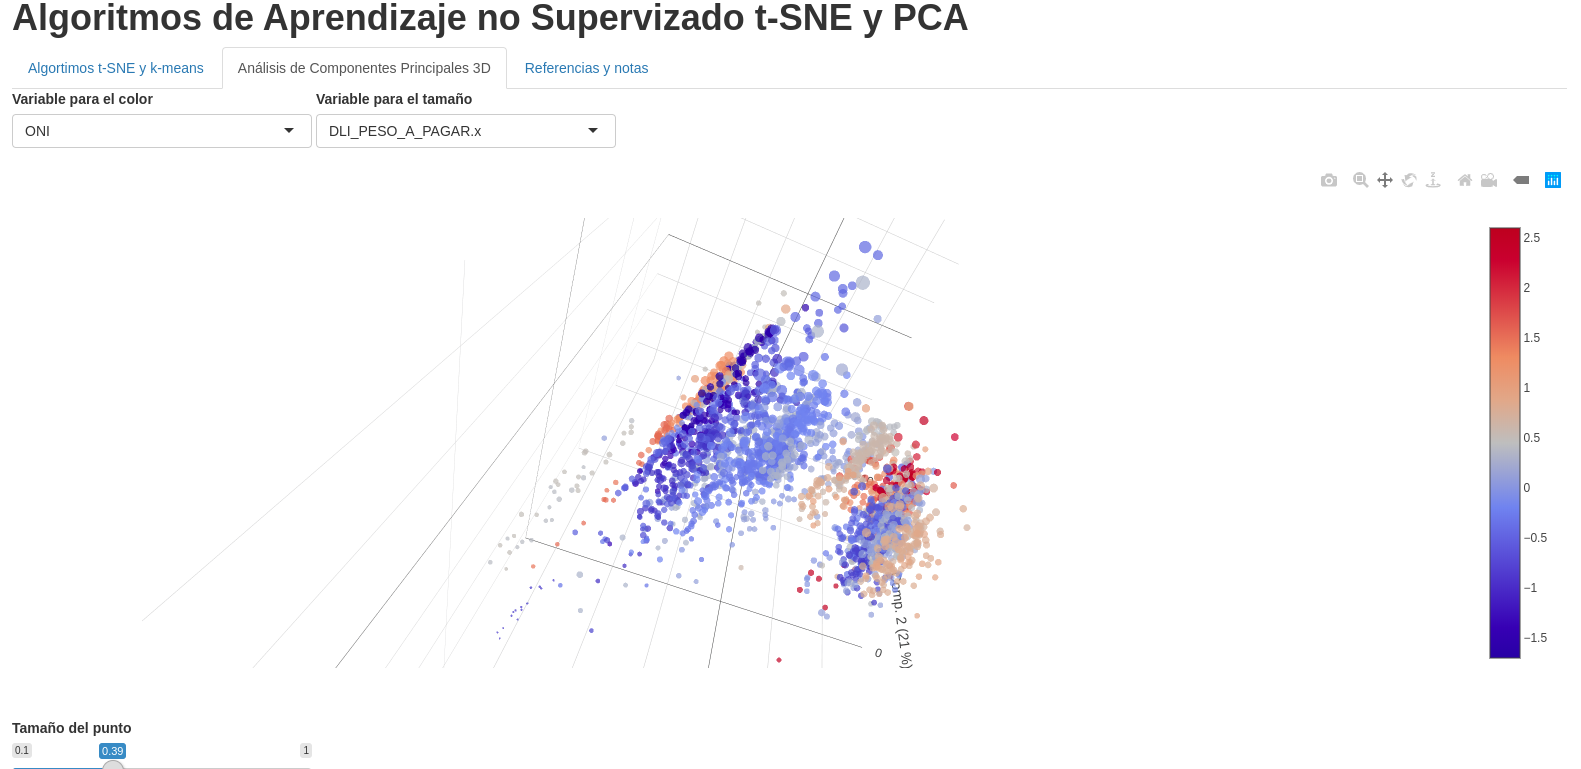 Algoritmos de Aprendizaje no Supervizado t-SNE y PCA
Algortimos t-SNE y k-means
Análisis de Componentes Principales 3D
Referencias y notas
Variable para el color
Variable para el tamaño
ONI
DLI_PESO_A_PAGAR.x
2.5
2
1.5
1
0.5
0
−0.5
−1
−1.5
omp. 2 (21 %)
0
0
Tamaño del punto
0.1
0.39
1